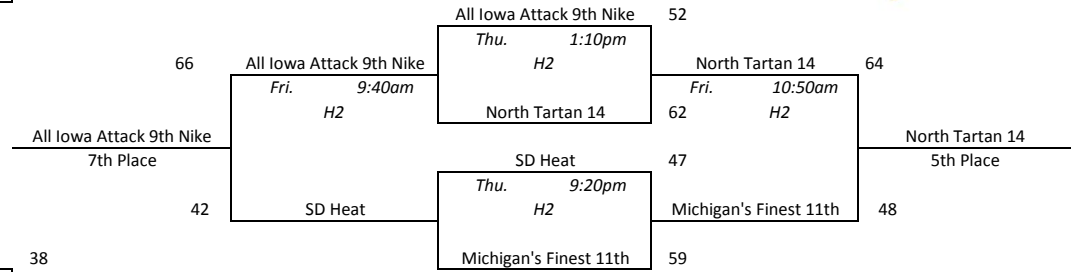 All Iowa Attack 9th Nike 52
Thu. 1:10pm
66 All Iowa Attack 9th Nike H2 North Tartan 14 64
Fri. 9:40am Fri. 10:50am
H2 North Tartan 14 62 H2
All Iowa Attack 9th Nike North Tartan 14
7th Place SD Heat 47 5th Place
Thu. 9:20pm
42 SD Heat H2 Michigan's Finest 11th 48
38 Michigan's Finest 11th 59